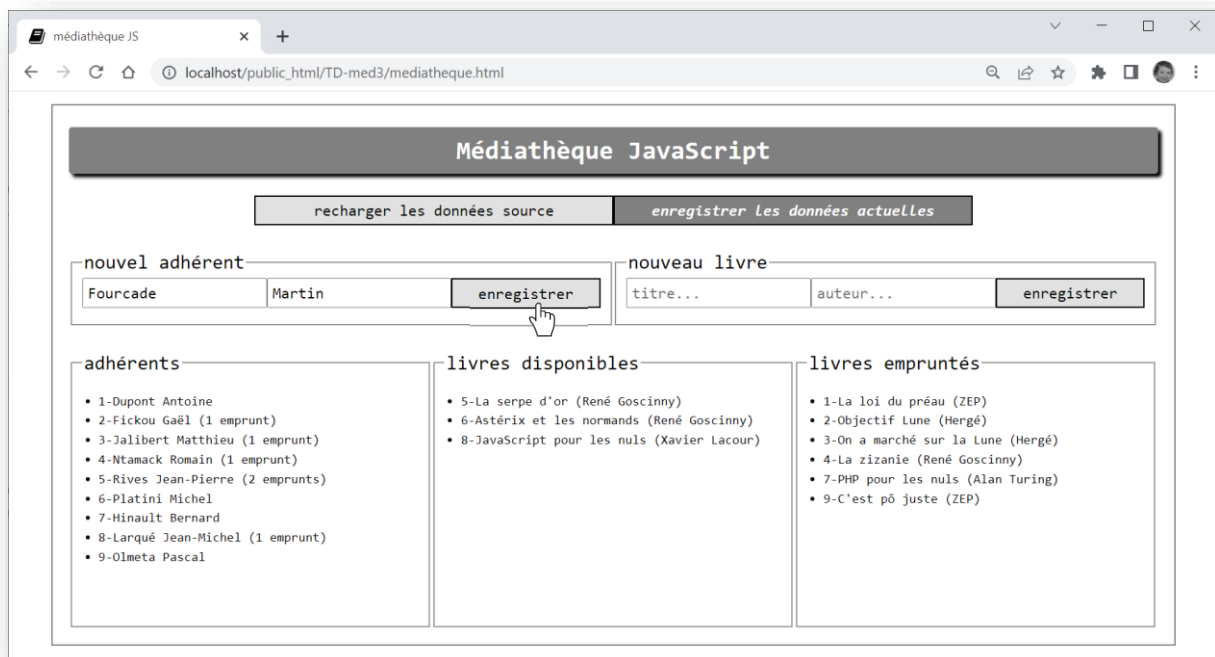 médiathèque JS
localhost/public_html/TD-med3/mediatheque.html
Médiathèque JavaScript
recharger les données source
enregistrer les données actuelles
nouvel adhérent
Fourcade
Martin
enregistrer
nouveau livre
titre...
auteur...
enregistrer
adhérents
1-Dupont Antoine
2-Fickou Gaël (1 emprunt)
3-Jalibert Matthieu (1 emprunt)
4-Ntamack Romain (1 emprunt)
5-Rives Jean-Pierre (2 emprunts)
6-Platini Michel
7-Hinault Bernard
8-Larqué Jean-Michel (1 emprunt)
9-Olmeta Pascal
livres disponibles
5-La serpe d'or (René Goscinny)
6-Astérix et les normands (René Goscinny)
8-JavaScript pour les nuls (Xavier Lacour)
livres empruntés
1-La loi du préau (ZEP)
2-Objectif Lune (Hergé)
3-On a marché sur la Lune (Hergé)
4-La zizanie (René Goscinny)
7-PHP pour les nuls (Alan Turing)
9-C'est pô juste (ZEP)